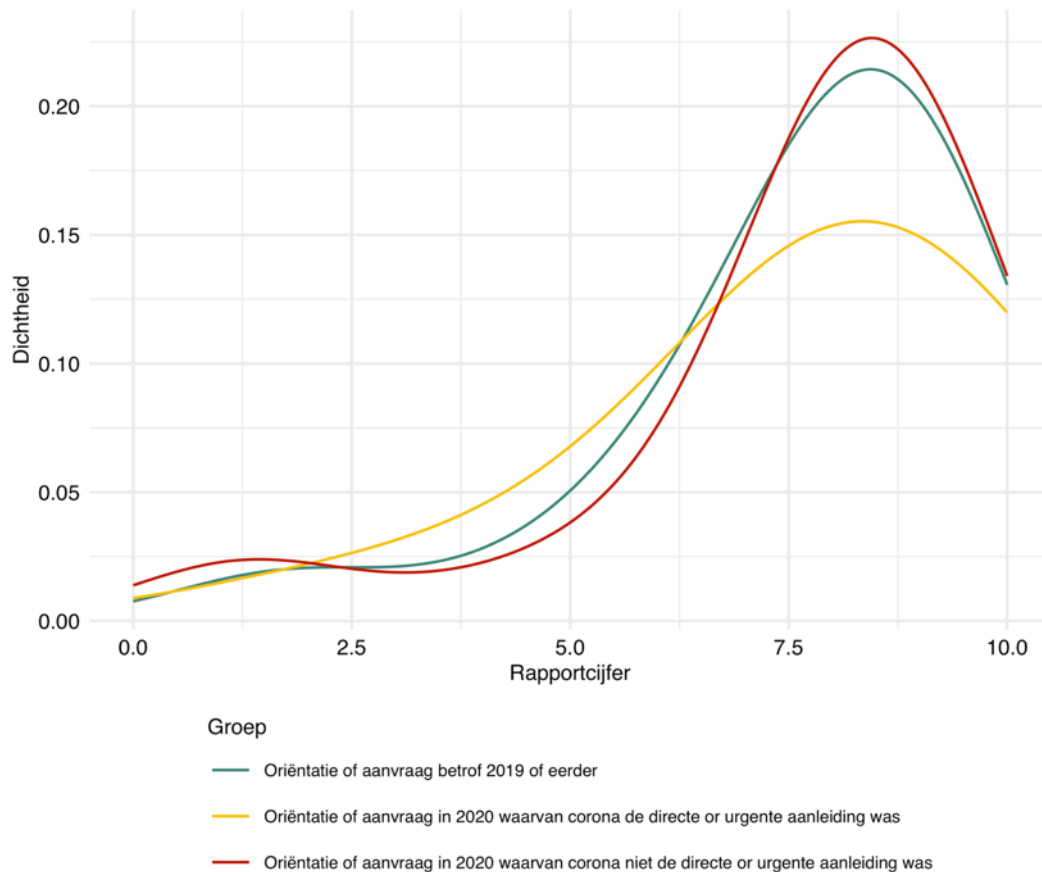 0.20
0.15
0.10
0.05
0.00
Dichtheid
0.0 2.5 5.0 7.5 10.0
Rapportcijfer
Groep
Oriëntatie of aanvraag betrof 2019 of eerder
Oriëntatie of aanvraag in 2020 waarvan corona de directe or urgente aanleiding was
Oriëntatie of aanvraag in 2020 waarvan corona niet de directe or urgente aanleiding was